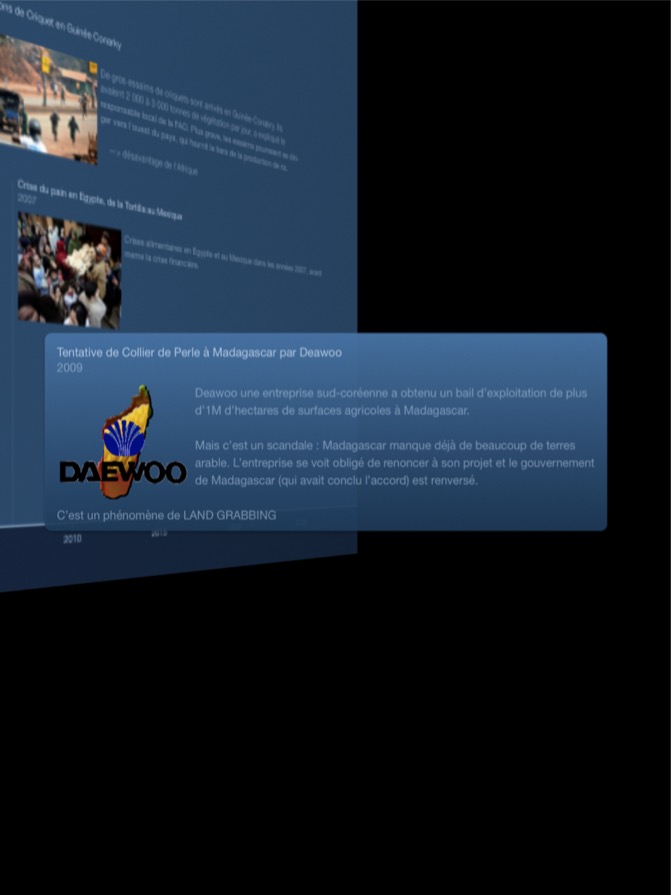 ons de Criquet en Guinée Conakry
De gros essaims de criquets sont arrivés en Guinée Conakry. Ils
avalent 2 000 à 3 000 tonnes de végétation par jour, a expliqué le
responsable local de la FAO. Plus grave, les essaims
par vers l'ouest du pays, qui fournit le tiers de la production de riz.
--> désavantage de l'Afrique
Crise du pain en Egypte, de la Tortilla au Mexique
2007
Crises alimentaires en Egypte et au Mexique dans les années 2007, avant
meme la crise financière.
Tentative de Collier de Perle à Madagascar par Deawoo
2009
Deawoo une entreprise sud-coréenne a obtenu un bail d'exploitation de plus
d'1M d'hectares de surfaces agricoles à Madagascar.
Mais c'est un scandale : Madagascar manque déjà de beaucoup de terres
arable. L'entreprise se voit obligé de renoncer à son projet et le gouvernement
de Madagascar (qui avait conclu l'accord) est renversé.
DAEWOO
C'est un phénomène de LAND GRABBING
2010
2015